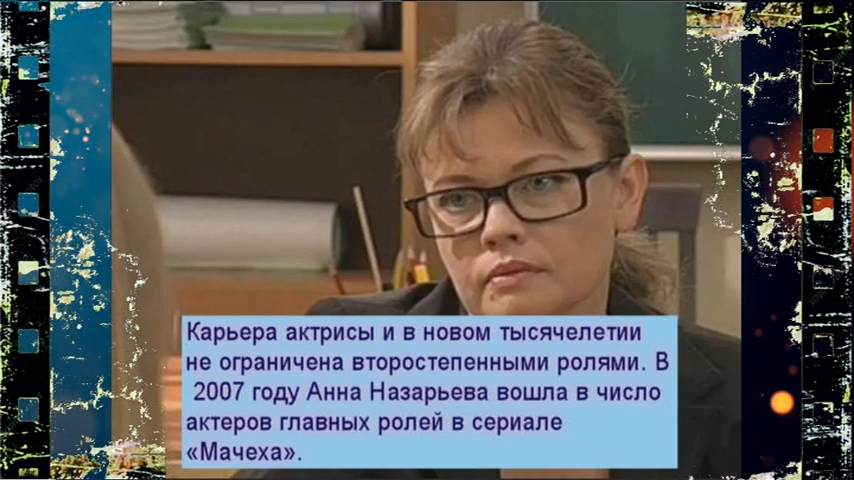 Карьера актрисы и в новом тысячелетии
не ограничена второстепенными ролями. В
2007 году Анна Назарьева вошла в число
актеров главных ролей в сериале
«Мачеха».